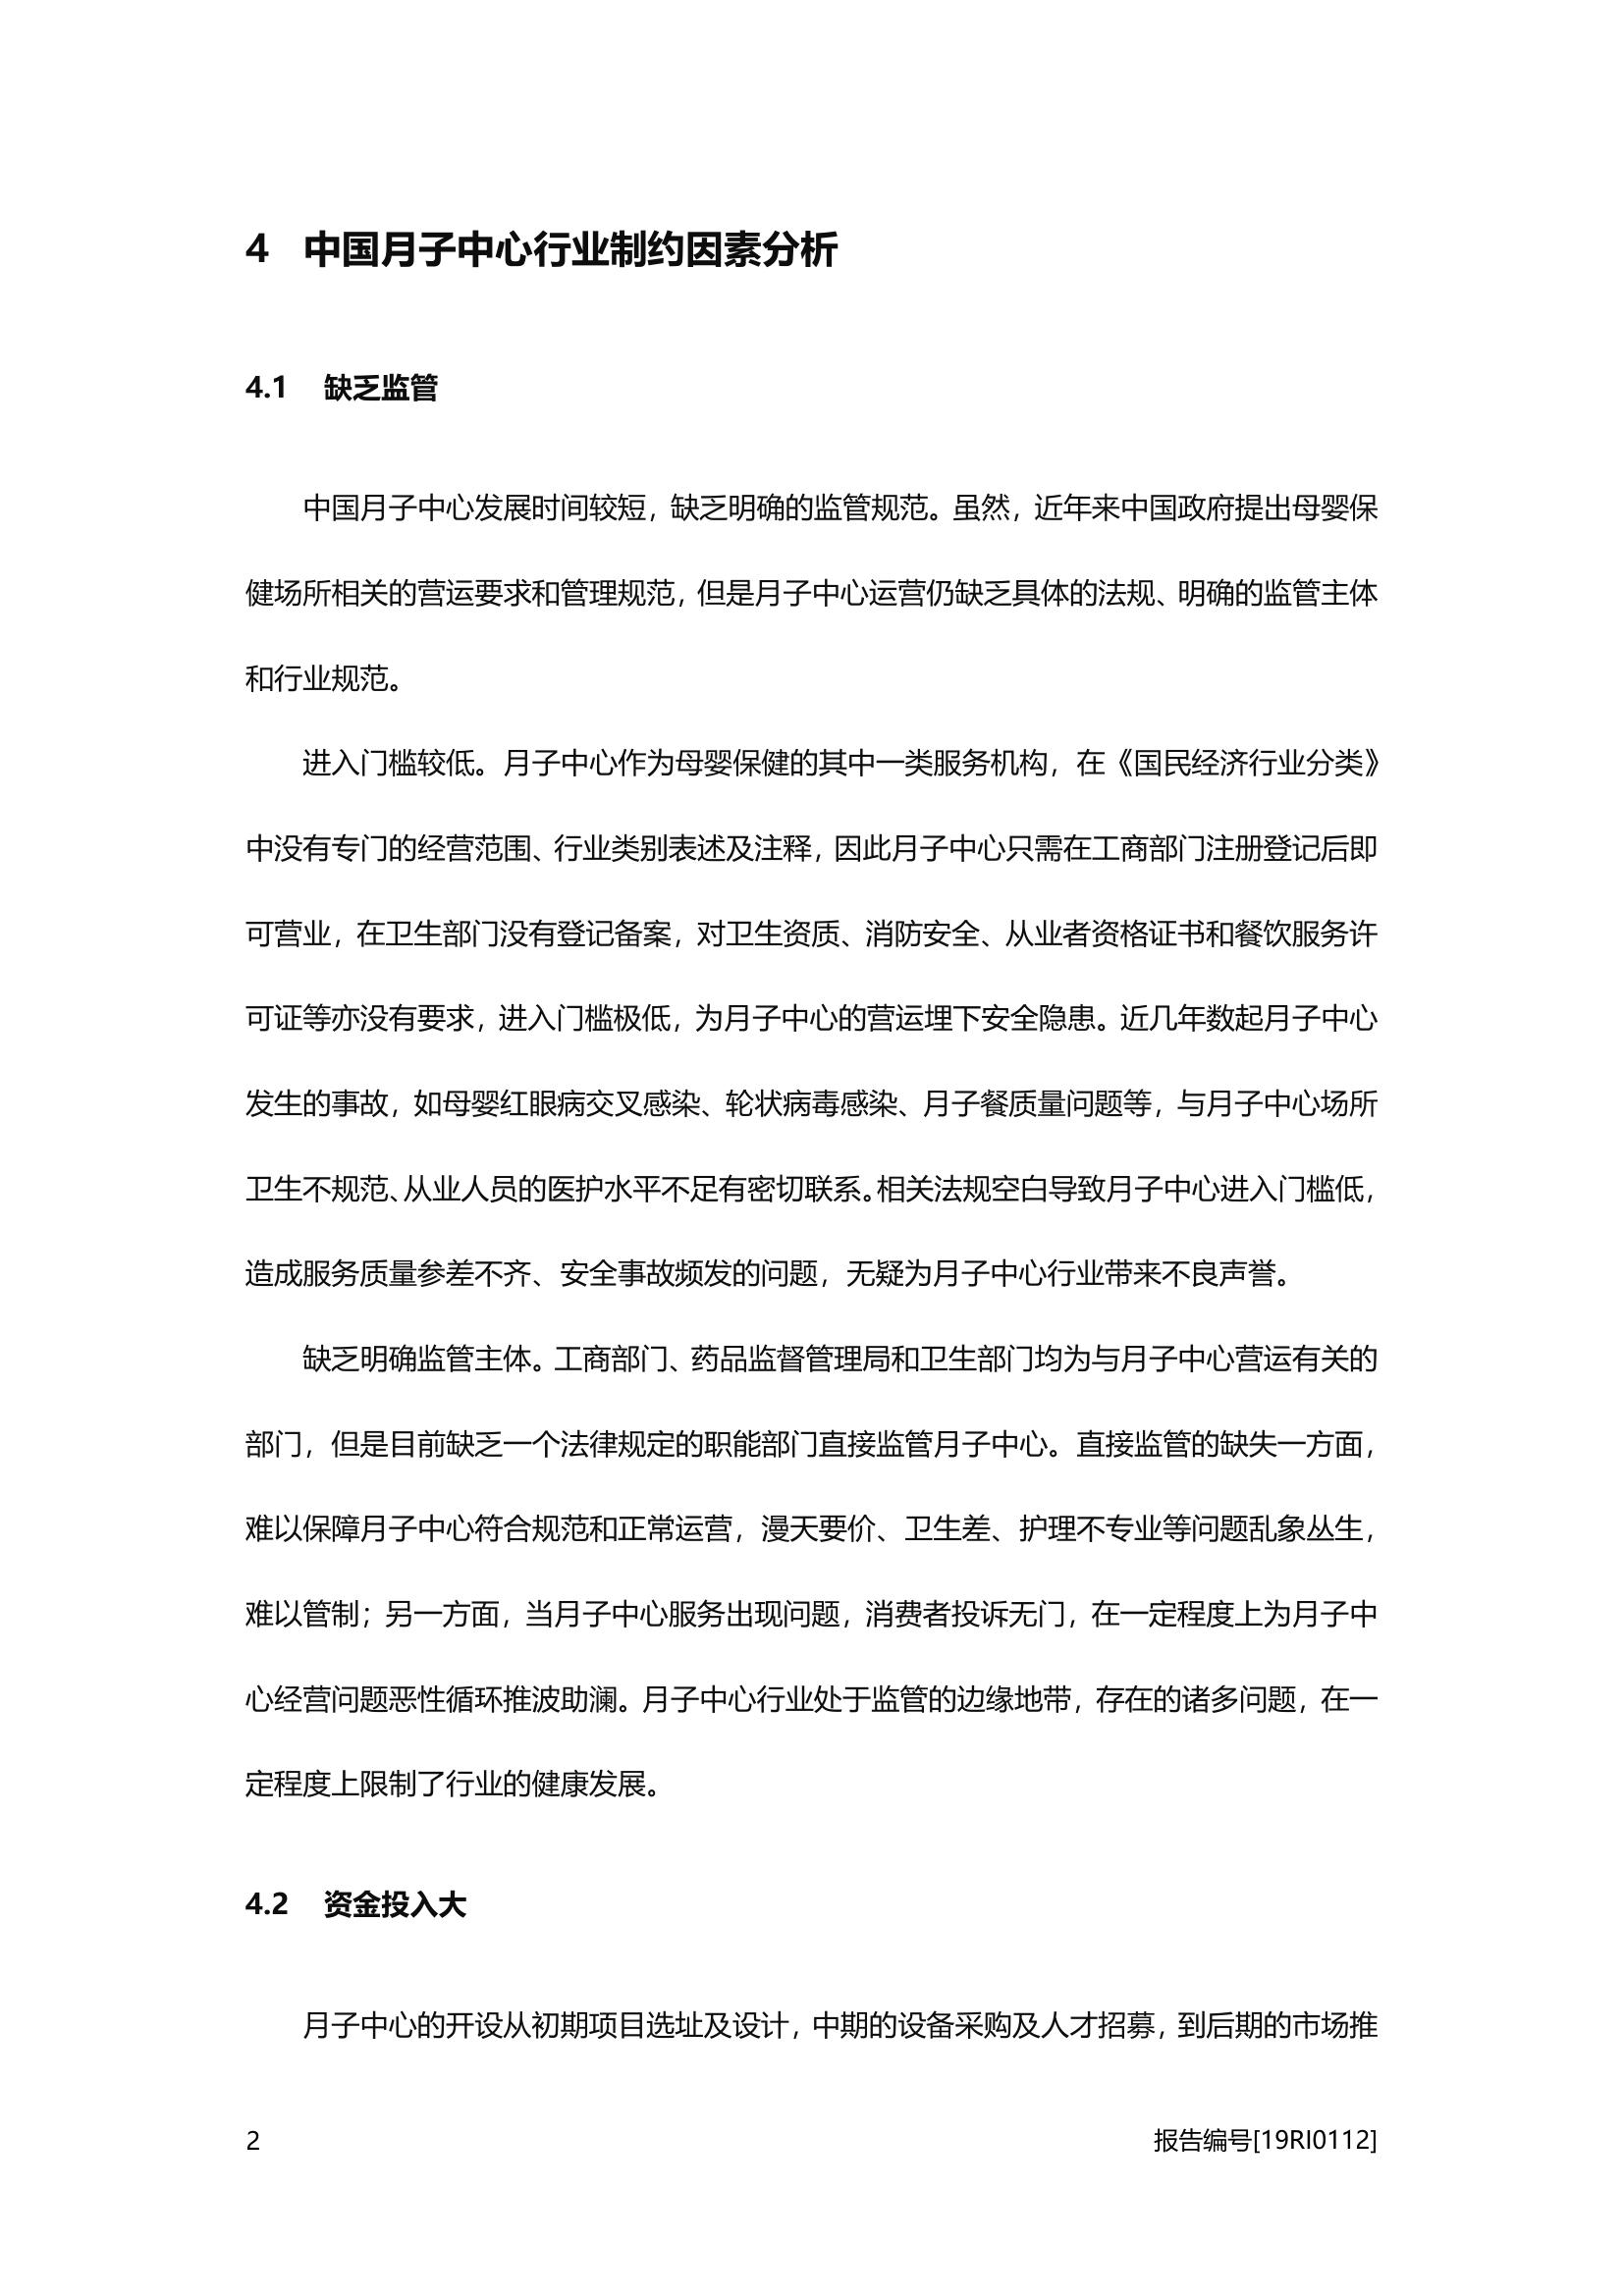 4 中国月子中心行业制约因素分析
4.1 缺乏监管
中国月子中心发展时间较短，缺乏明确的监管规范。虽然，近年来中国政府提出母婴保
健场所相关的营运要求和管理规范，但是月子中心运营仍缺乏具体的法规、明确的监管主体
和行业规范。
进入门槛较低。月子中心作为母婴保健的其中一类服务机构，在《国民经济行业分类》
中没有专门的经营范围、行业类别表述及注释，因此月子中心只需在工商部门注册登记后即
可营业，在卫生部门没有登记备案，对卫生资质、消防安全、从业者资格证书和餐饮服务许
可证等亦没有要求，进入门槛极低，为月子中心的营运埋下安全隐患。近几年数起月子中心
发生的事故，如母婴红眼病交叉感染、轮状病毒感染、月子餐质量问题等，与月子中心场所
卫生不规范、从业人员的医护水平不足有密切联系。相关法规空白导致月子中心进入门槛低，
造成服务质量参差不齐、安全事故频发的问题，无疑为月子中心行业带来不良声誉。
缺乏明确监管主体。工商部门、药品监督管理局和卫生部门均为与月子中心营运有关的
部门，但是目前缺乏一个法律规定的职能部门直接监管月子中心。直接监管的缺失一方面，
难以保障月子中心符合规范和正常运营，漫天要价、卫生差、护理不专业等问题乱象丛生，
难以管制；另一方面，当月子中心服务出现问题，消费者投诉无门，在一定程度上为月子中
心经营问题恶性循环推波助澜。月子中心行业处于监管的边缘地带，存在的诸多问题，在一
定程度上限制了行业的健康发展。
4.2 资金投入大
月子中心的开设从初期项目选址及设计，中期的设备采购及人才招募，到后期的市场推
2 报告编号[19RI0112]